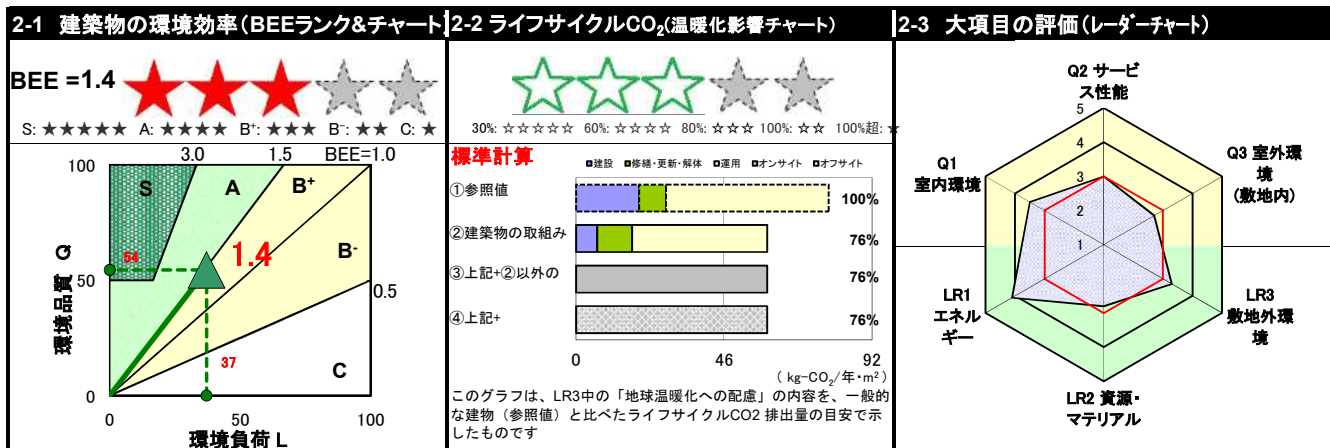 2-1 建築物の環境効率(BEEランク&チャート)
BEE =1.4
S: ★★★★★ A: ★★★★ B⁺: ★★★ B⁻: ★★ C: ★
3.0 1.5 BEE=1.0
100
S A B⁺
54
1.4
B⁻
50
0.5
37
C
0
0 50 100
環境品質 Q
環境負荷 L
2-2 ライフサイクルCO₂(温暖化影響チャート)
30%: ☆☆☆☆☆ 60%: ☆☆☆☆ 80%: ☆☆☆ 100%: ☆☆ 100%超: ☆
標準計算
■建設 ■修繕・更新・解体 ■運用 ■オンサイト ■オフサイト
①参照値 100%
②建築物の取組み 76%
③上記+②以外の 76%
④上記+ 76%
0 46 92
( kg-CO₂/年・m²)
このグラフは、LR3中の「地球温暖化への配慮」の内容を、一般的
な建物(参照値)と比べたライフサイクルCO2 排出量の目安で示
したものです
2-3 大項目の評価(レーダーチャート)
Q2 サービ
ス性能
5
4
3
2
1
Q1
室内環境
Q3 室外環
境
(敷地内)
LR1
エネル
ギー
LR3
敷地外環
境
LR2 資源・
マテリアル